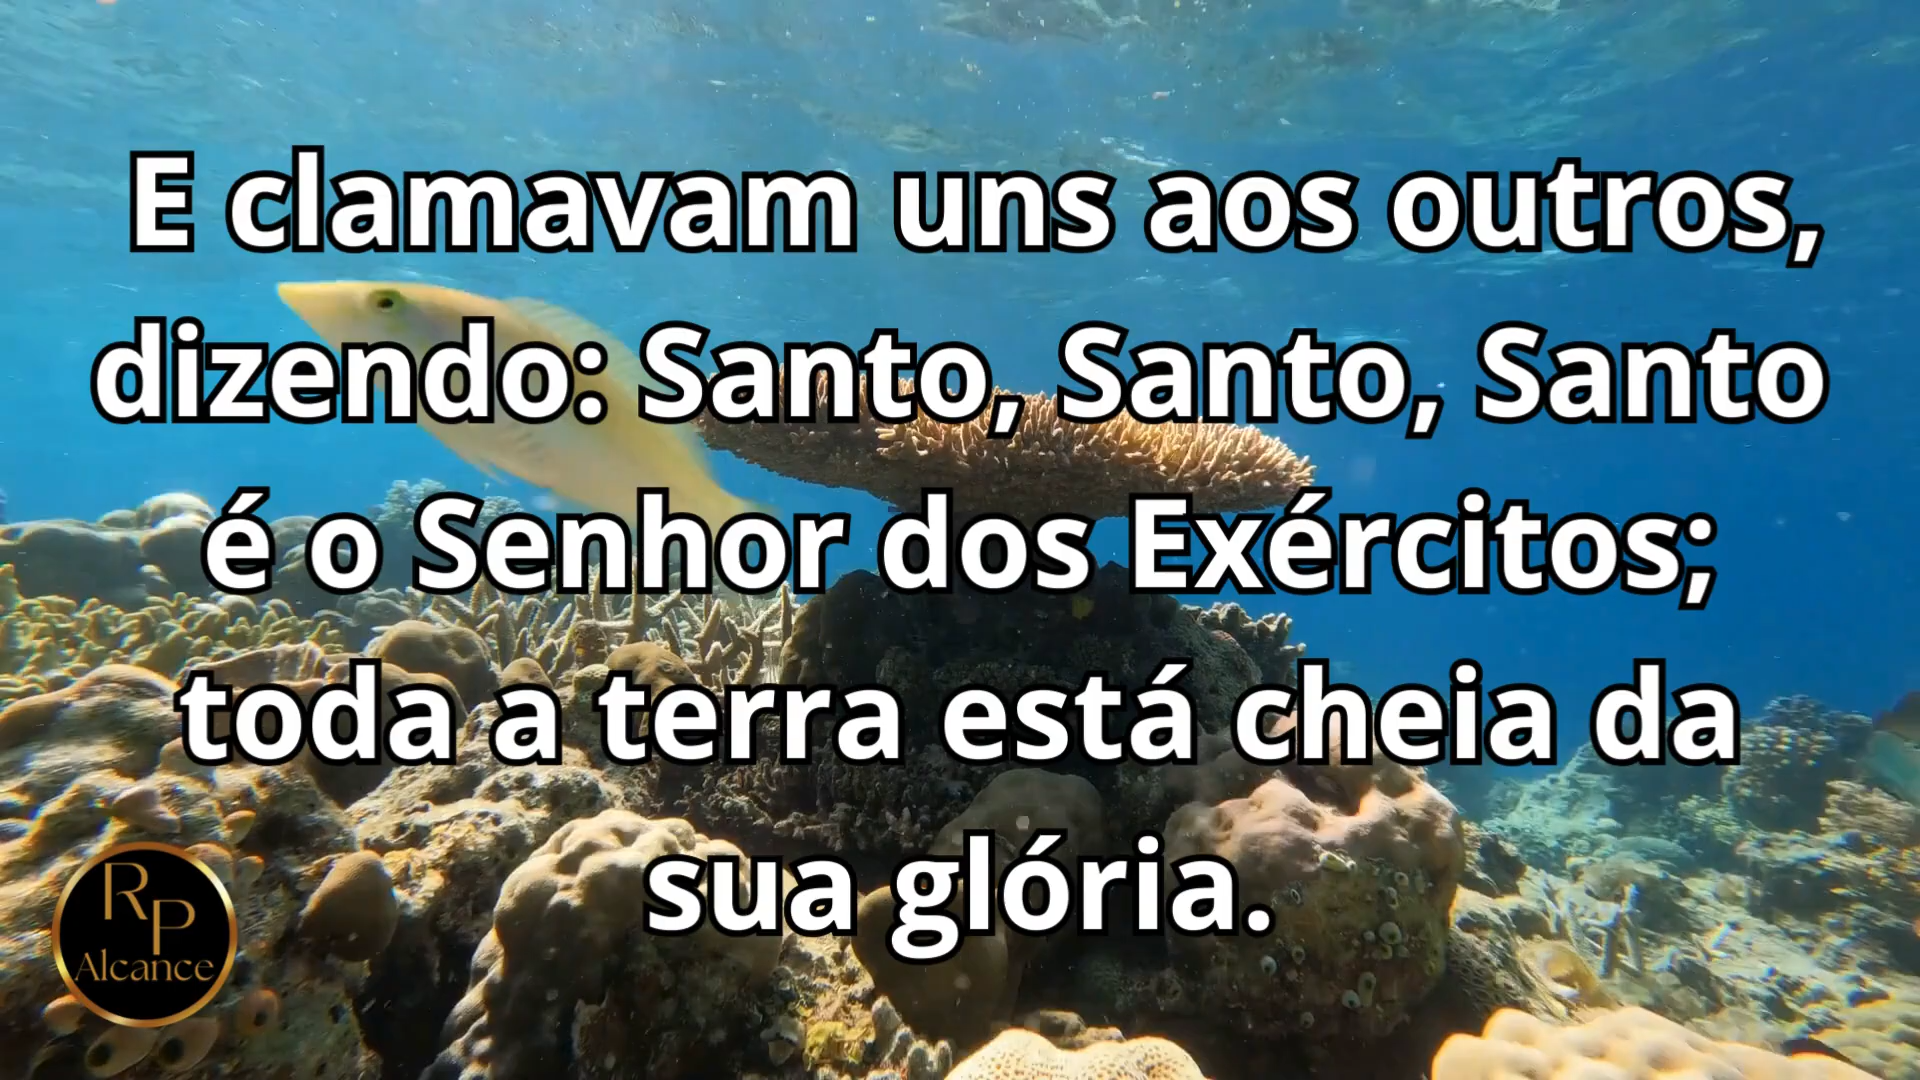 E clamavam uns aos outros,
dizendo: Santo, Santo, Santo
é o Senhor dos Exércitos;
toda a terra está cheia da
sua glória.
RP
Alcance